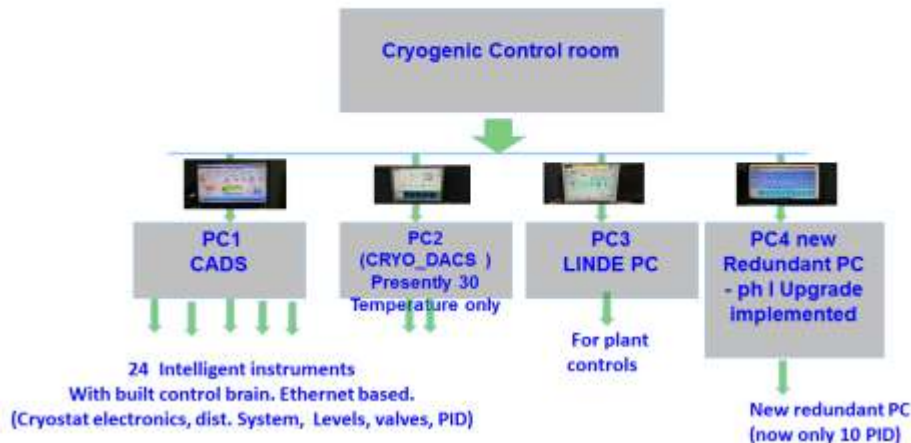 Cryogenic Control room
PC1
CADS
PC2
(CRYO_DACS )
Presently 30
Temperature only
PC3
LINDE PC
PC4 new
Redundant PC
- ph I Upgrade
implemented
24 Intelligent instruments
With built control brain. Ethernet based.
(Cryostat electronics, dist. System, Levels, valves, PID)
For plant
controls
New redundant PC
(now only 10 PID)